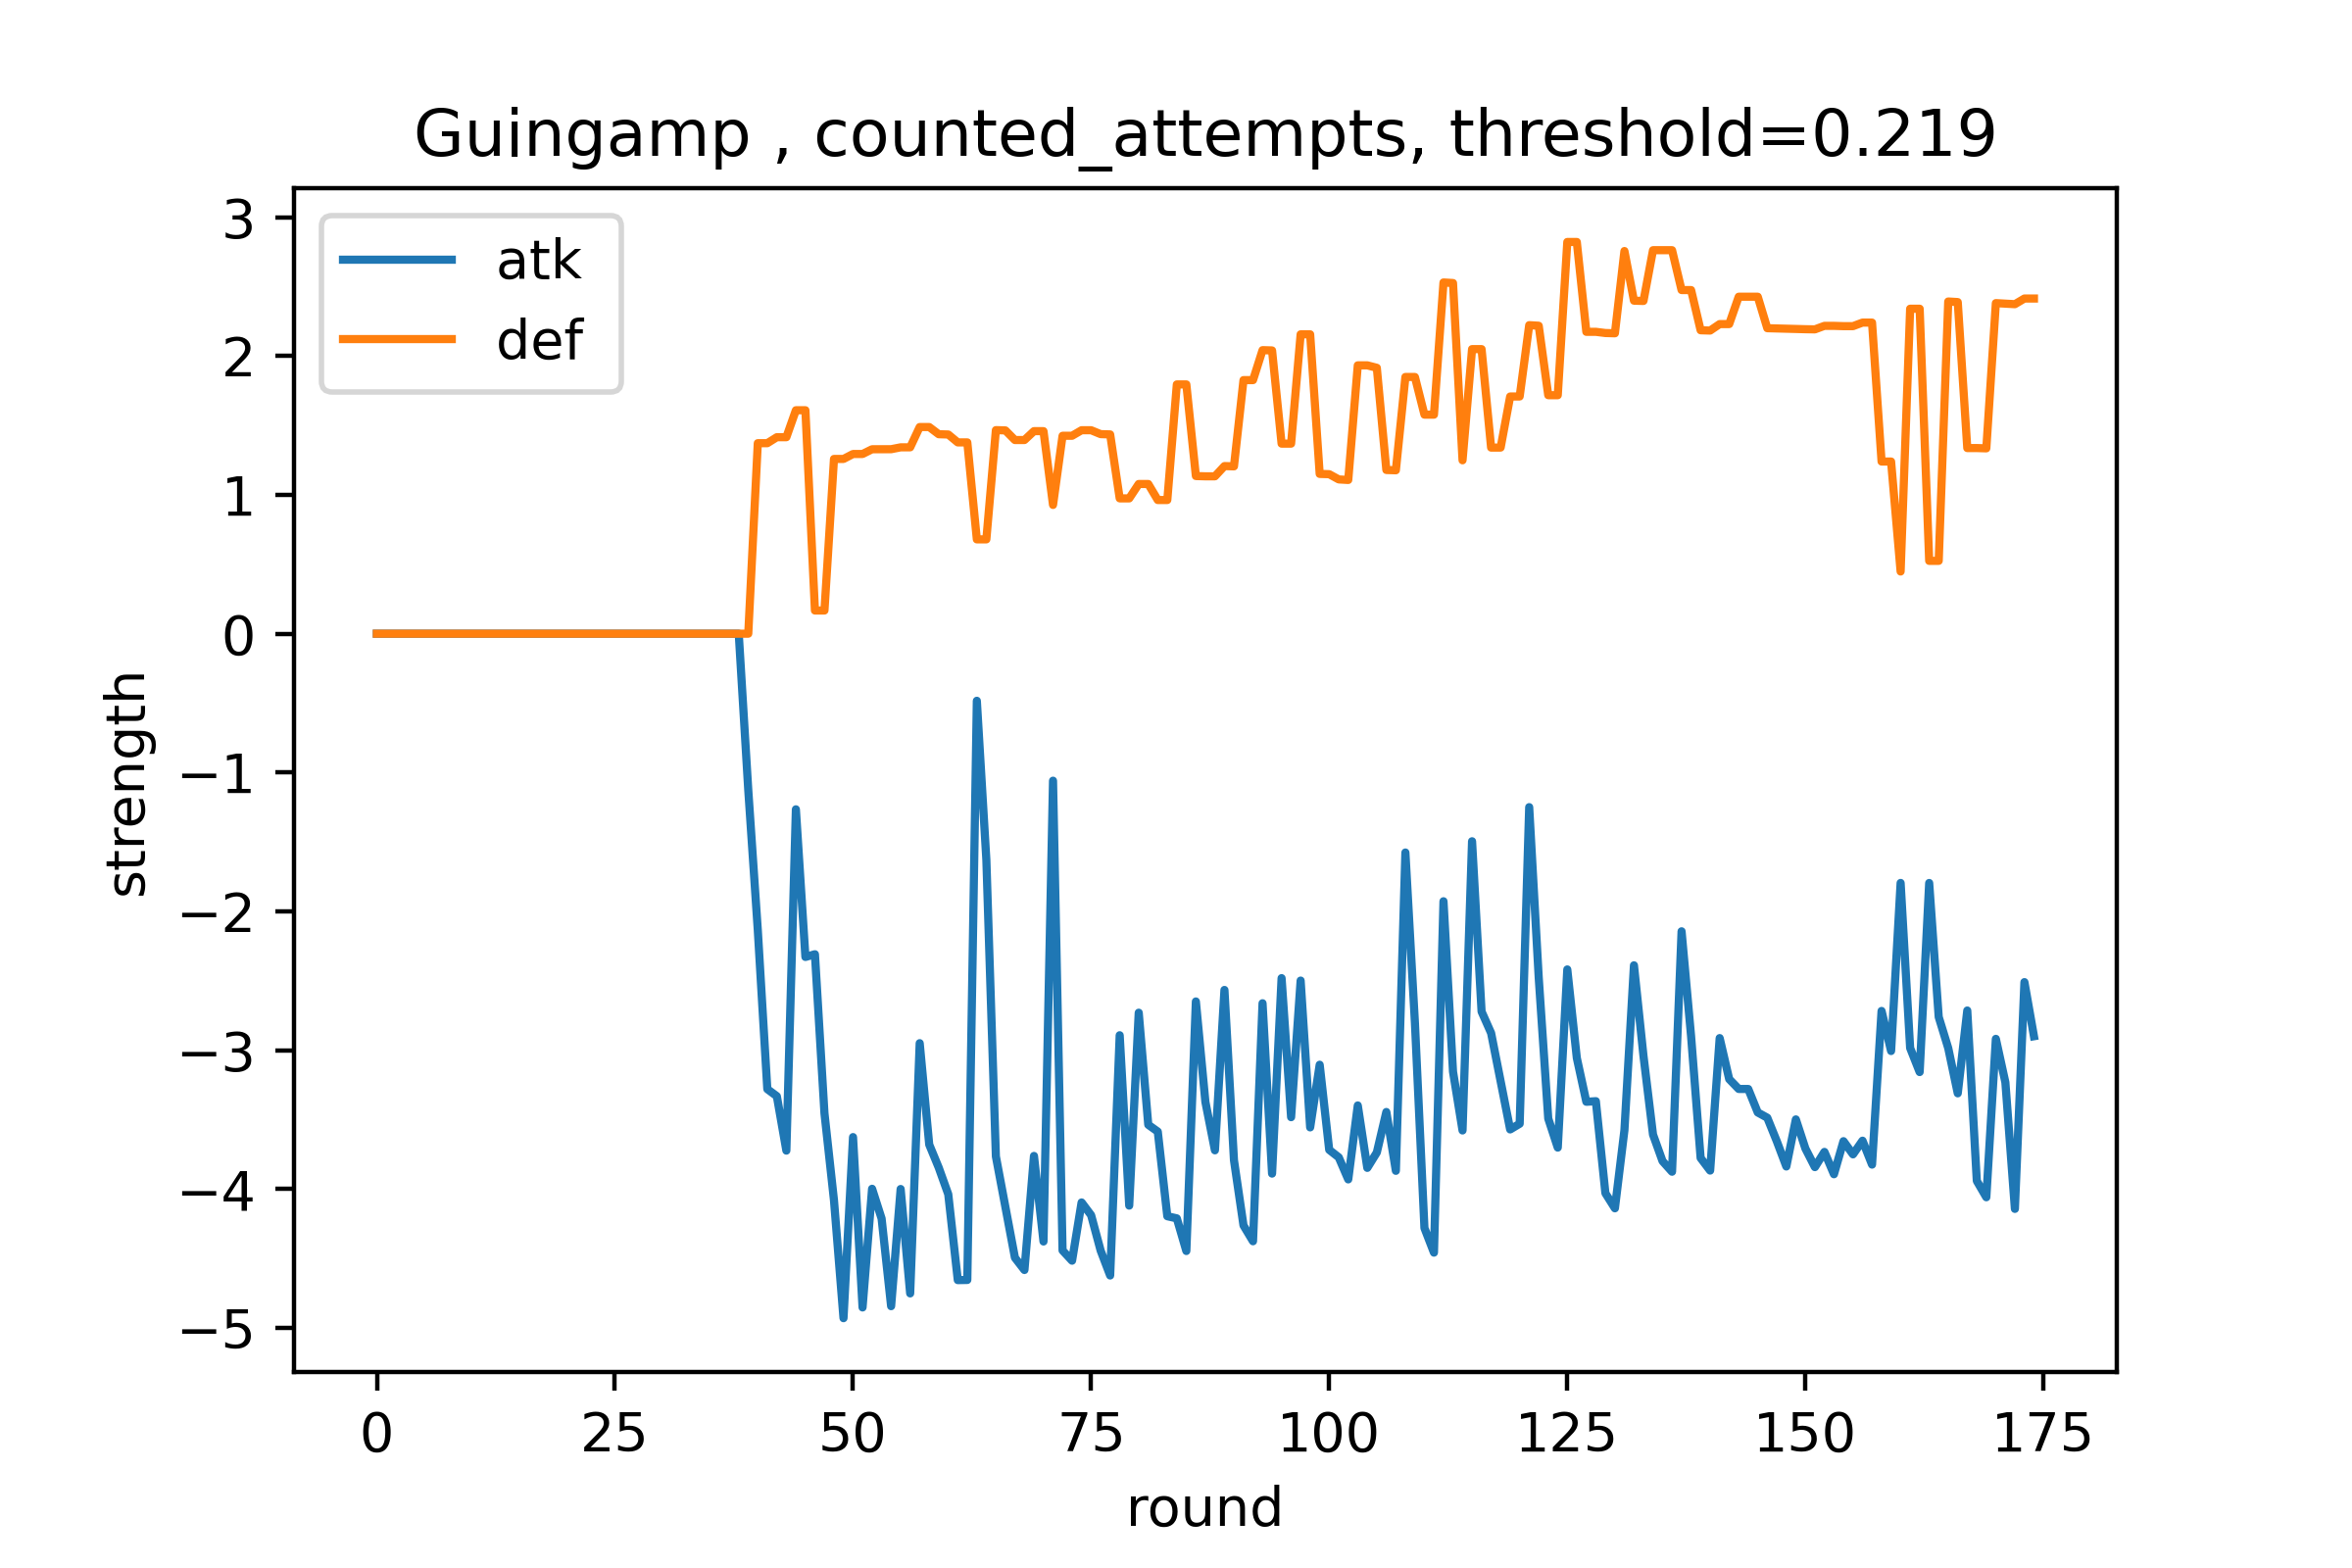 Guingamp , counted_attempts, threshold=0.219
atk
def
3
2
1
0
−1
−2
−3
−4
−5
strength
0 25 50 75 100 125 150 175
round